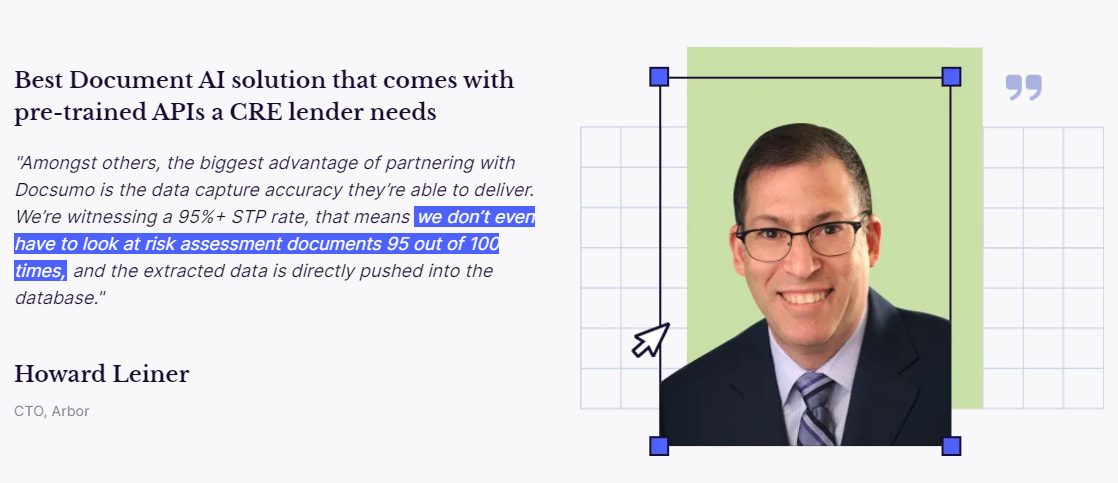 Best Document AI solution that comes with
pre-trained APIs a CRE lender needs
"Amongst others, the biggest advantage of partnering with
Docsumo is the data capture accuracy they’re able to deliver.
We’re witnessing a 95%+ STP rate, that means we don’t even
have to look at risk assessment documents 95 out of 100
times, and the extracted data is directly pushed into the
database."
Howard Leiner
CTO, Arbor